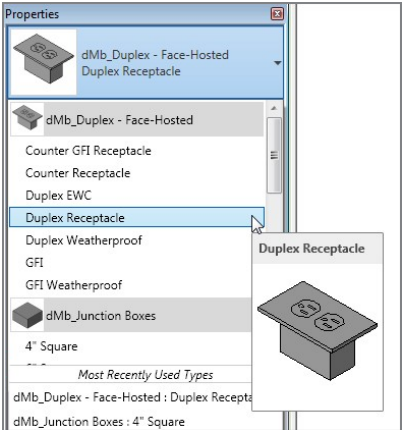 Properties
dMb_Duplex - Face-Hosted
Duplex Receptacle
dMb_Duplex - Face-Hosted
Counter GFI Receptacle
Counter Receptacle
Duplex EWC
Duplex Receptacle
Duplex Weatherproof
GFI
GFI Weatherproof
dMb_Junction Boxes
4" Square
Most Recently Used Types
dMb_Duplex - Face-Hosted : Duplex Recepta
dMb_Junction Boxes : 4" Square
Duplex Receptacle